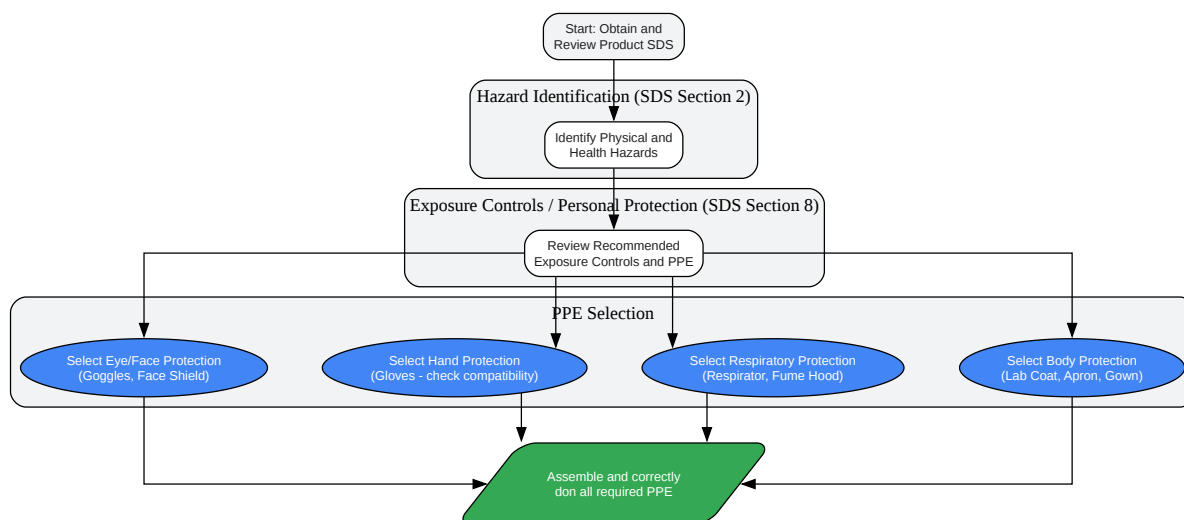 Start: Obtain and
Review Product SDS
Hazard Identification (SDS Section 2)
Identify Physical and
Health Hazards
Exposure Controls / Personal Protection (SDS Section 8)
Review Recommended
Exposure Controls and PPE
PPE Selection
Select Eye/Face Protection
(Goggles, Face Shield)
Select Hand Protection
(Gloves - check compatibility)
Select Respiratory Protection
(Respirator, Fume Hood)
Select Body Protection
(Lab Coat, Apron, Gown)
Assemble and correctly
don all required PPE